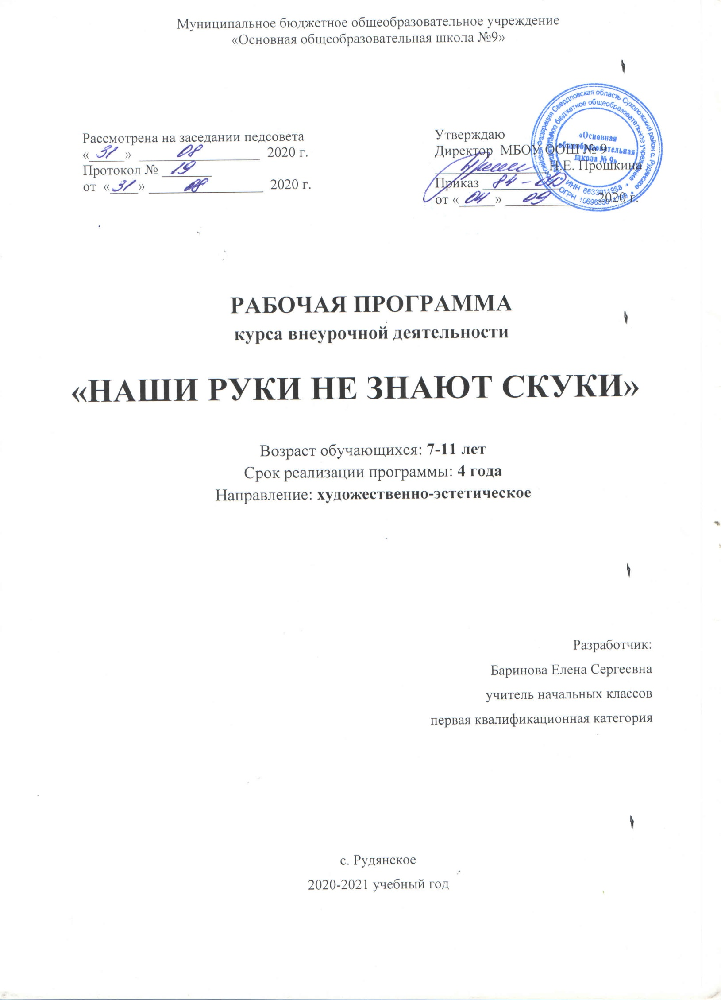 Муниципальное бюджетное общеобразовательное учреждение
«Основная общеобразовательная школа №9»
Рассмотрена на заседании педсовета
«31» 08 2020 г.
Протокол № 19
от «31» 08 2020 г.
Утверждаю
Директор МБОУ ООШ № 9
Н.Е. Прошкина
Приказ 84-
от «04» 09 2020 г.
Российская Федерация Свердловская область Сухоложский район с. Рудянское
Муниципальное бюджетное общеобразовательное учреждение
«Основная
общеобразовательная
школа № 9»
ИНН
ОГРН
РАБОЧАЯ ПРОГРАММА
курса внеурочной деятельности
«НАШИ РУКИ НЕ ЗНАЮТ СКУКИ»
Возраст обучающихся: 7-11 лет
Срок реализации программы: 4 года
Направление: художественно-эстетическое
Разработчик:
Баринова Елена Сергеевна
учитель начальных классов
первая квалификационная категория
с. Рудянское
2020-2021 учебный год